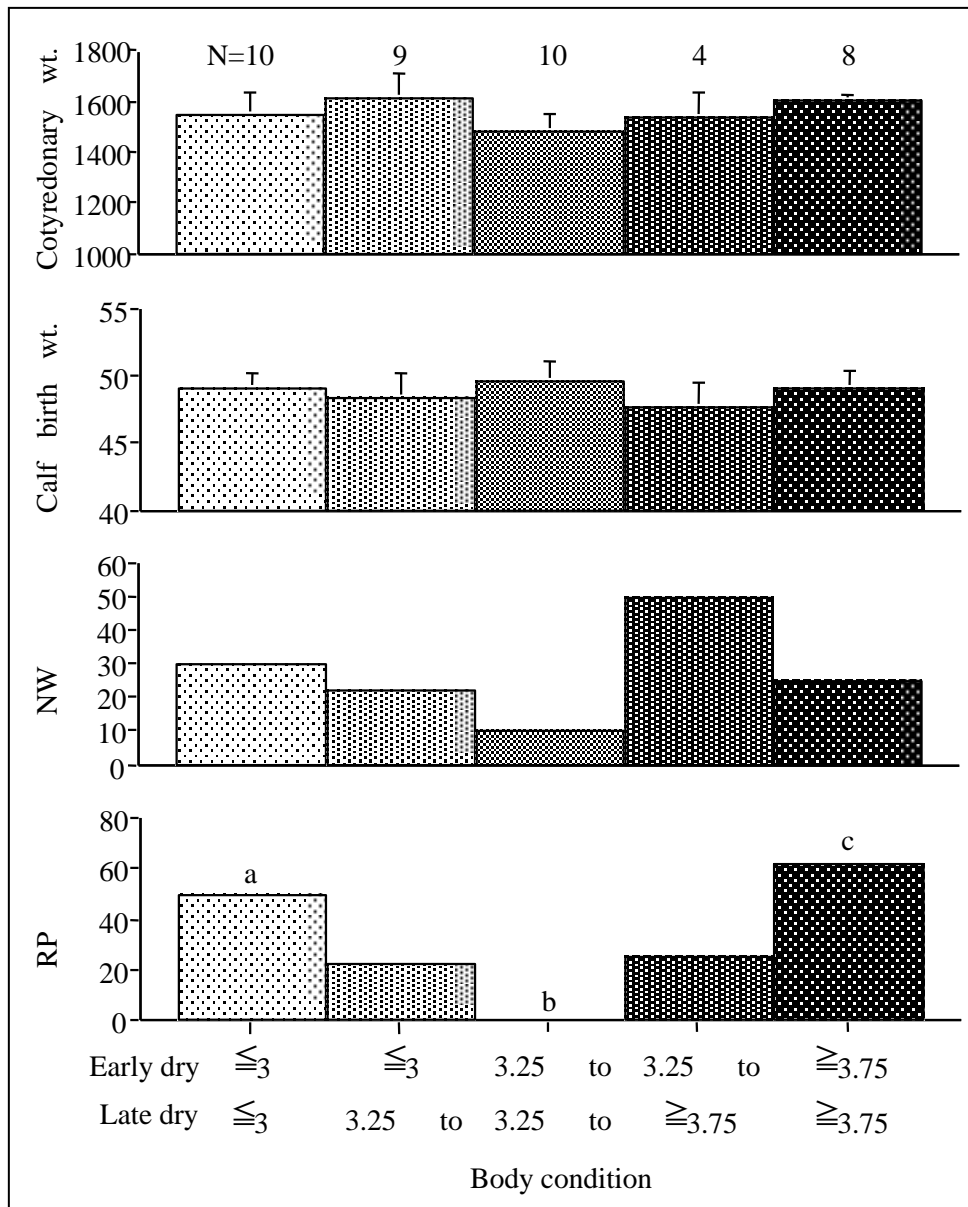 Cotyredonary wt.
1800
1600
1400
1200
1000
N=10 9 10 4 8
Calf birth wt.
55
50
45
40
NW
60
50
40
30
20
10
0
RP
80
60
40
20
0
a
b
c
Early dry ≦3 ≦3 3.25 to 3.25 to ≧3.75
Late dry ≦3 3.25 to 3.25 to ≧3.75 ≧3.75
Body condition